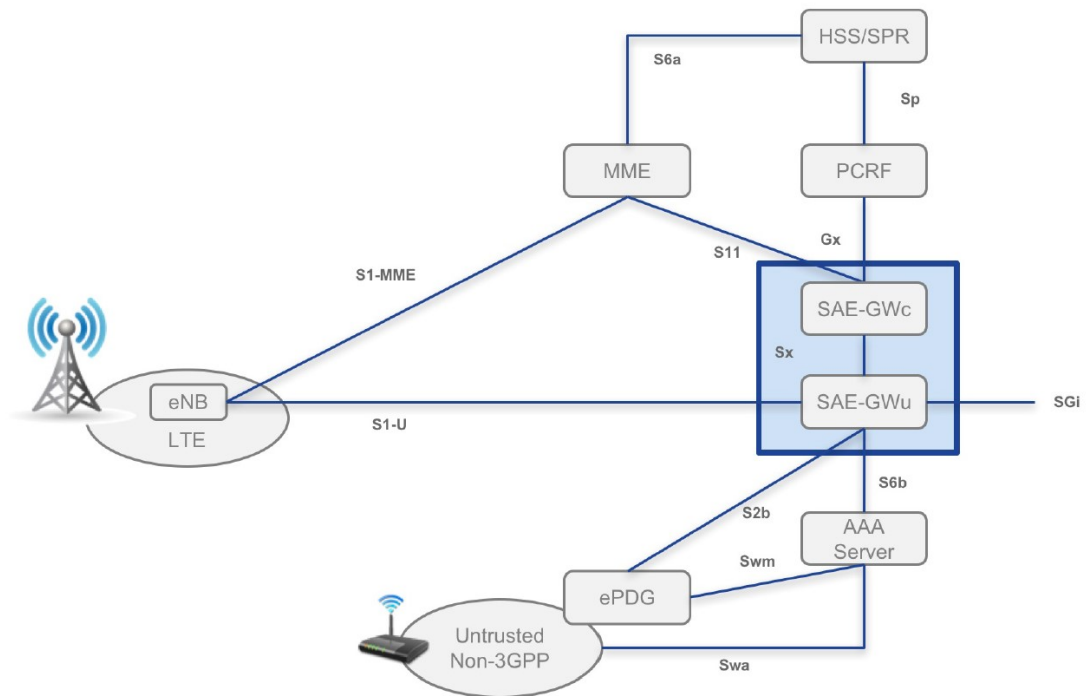 HSS/SPR
S6a
Sp
MME
PCRF
Gx
S11
S1-MME
SAE-GWc
Sx
eNB
SAE-GWu
SGi
S1-U
LTE
S6b
S2b
AAA
Server
Swm
ePDG
Untrusted
Non-3GPP
Swa